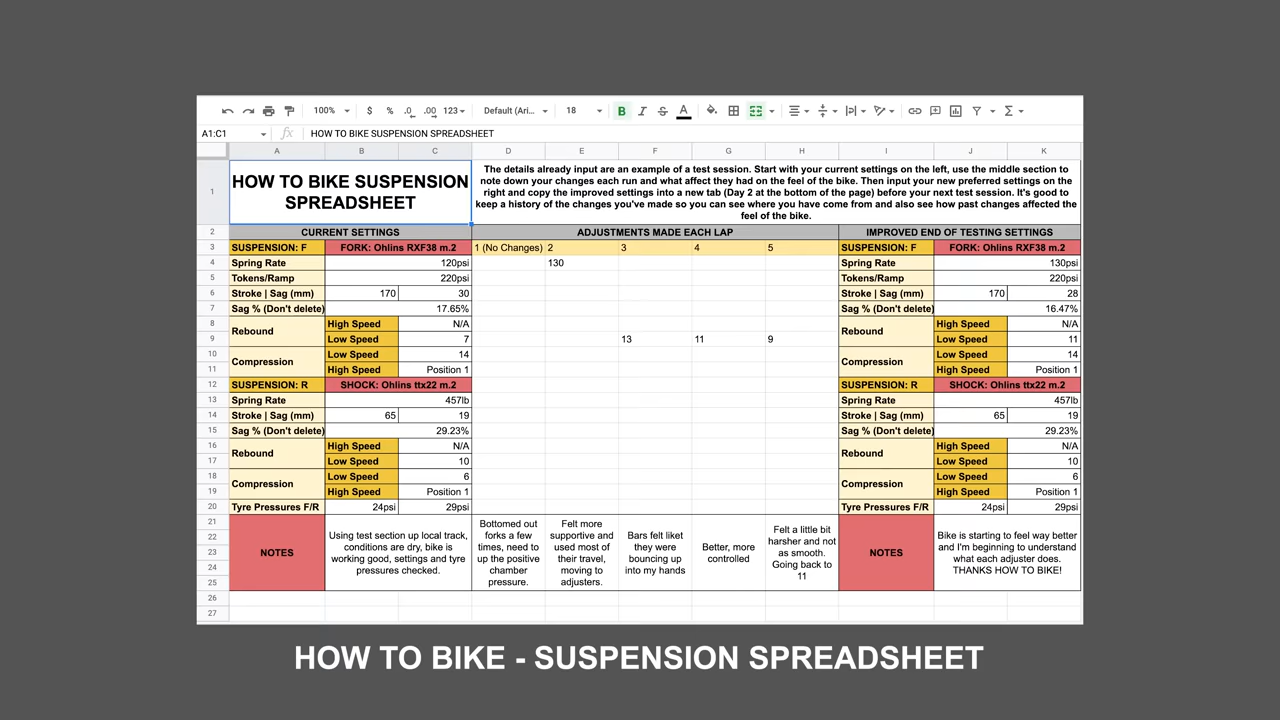 100% $ % .0 .00 123 Default (Ari... 18 B I S A
A1:C1 fx HOW TO BIKE SUSPENSION SPREADSHEET
A B C D E F G H I J K
1 HOW TO BIKE SUSPENSION
SPREADSHEET
The details already input are an example of a test session. Start with your current settings on the left, use the middle section to
note down your changes each run and what affect they had on the feel of the bike. Then input your new preferred settings on the
right and copy the improved settings into a new tab (Day 2 at the bottom of the page) before your next test session. It's good to
keep a history of the changes you've made so you can see where you have come from and also see how past changes affected the
feel of the bike.
2 CURRENT SETTINGS ADJUSTMENTS MADE EACH LAP IMPROVED END OF TESTING SETTINGS
3 SUSPENSION: F FORK: Ohlins RXF38 m.2 1 (No Changes) 2 3 4 5 SUSPENSION: F FORK: Ohlins RXF38 m.2
4 Spring Rate 120psi 130 Spring Rate 130psi
5 Tokens/Ramp 220psi Tokens/Ramp 220psi
6 Stroke | Sag (mm) 170 30 Stroke | Sag (mm) 170 28
7 Sag % (Don't delete) 17.65% Sag % (Don't delete) 16.47%
8 Rebound High Speed N/A Rebound High Speed N/A
9 Low Speed 7 13 11 9 Low Speed 11
10 Compression Low Speed 14 Compression Low Speed 14
11 High Speed Position 1 High Speed Position 1
12 SUSPENSION: R SHOCK: Ohlins ttx22 m.2 SUSPENSION: R SHOCK: Ohlins ttx22 m.2
13 Spring Rate 457lb Spring Rate 457lb
14 Stroke | Sag (mm) 65 19 Stroke | Sag (mm) 65 19
15 Sag % (Don't delete) 29.23% Sag % (Don't delete) 29.23%
16 Rebound High Speed N/A Rebound High Speed N/A
17 Low Speed 10 Low Speed 10
18 Compression Low Speed 6 Compression Low Speed 6
19 High Speed Position 1 High Speed Position 1
20 Tyre Pressures F/R 24psi 29psi Tyre Pressures F/R 24psi 29psi
21
22
23
24
25
NOTES
Using test section up local track,
conditions are dry, bike is
working good, settings and tyre
pressures checked.
Bottomed out
forks a few
times, need to
up the positive
chamber
pressure.
Felt more
supportive and
used most of
their travel,
moving to
adjusters.
Bars felt liket
they were
bouncing up
into my hands
Better, more
controlled
Felt a little bit
harsher and not
as smooth.
Going back to
11
NOTES
Bike is starting to feel way better
and I'm beginning to understand
what each adjuster does.
THANKS HOW TO BIKE!
26
27
HOW TO BIKE - SUSPENSION SPREADSHEET